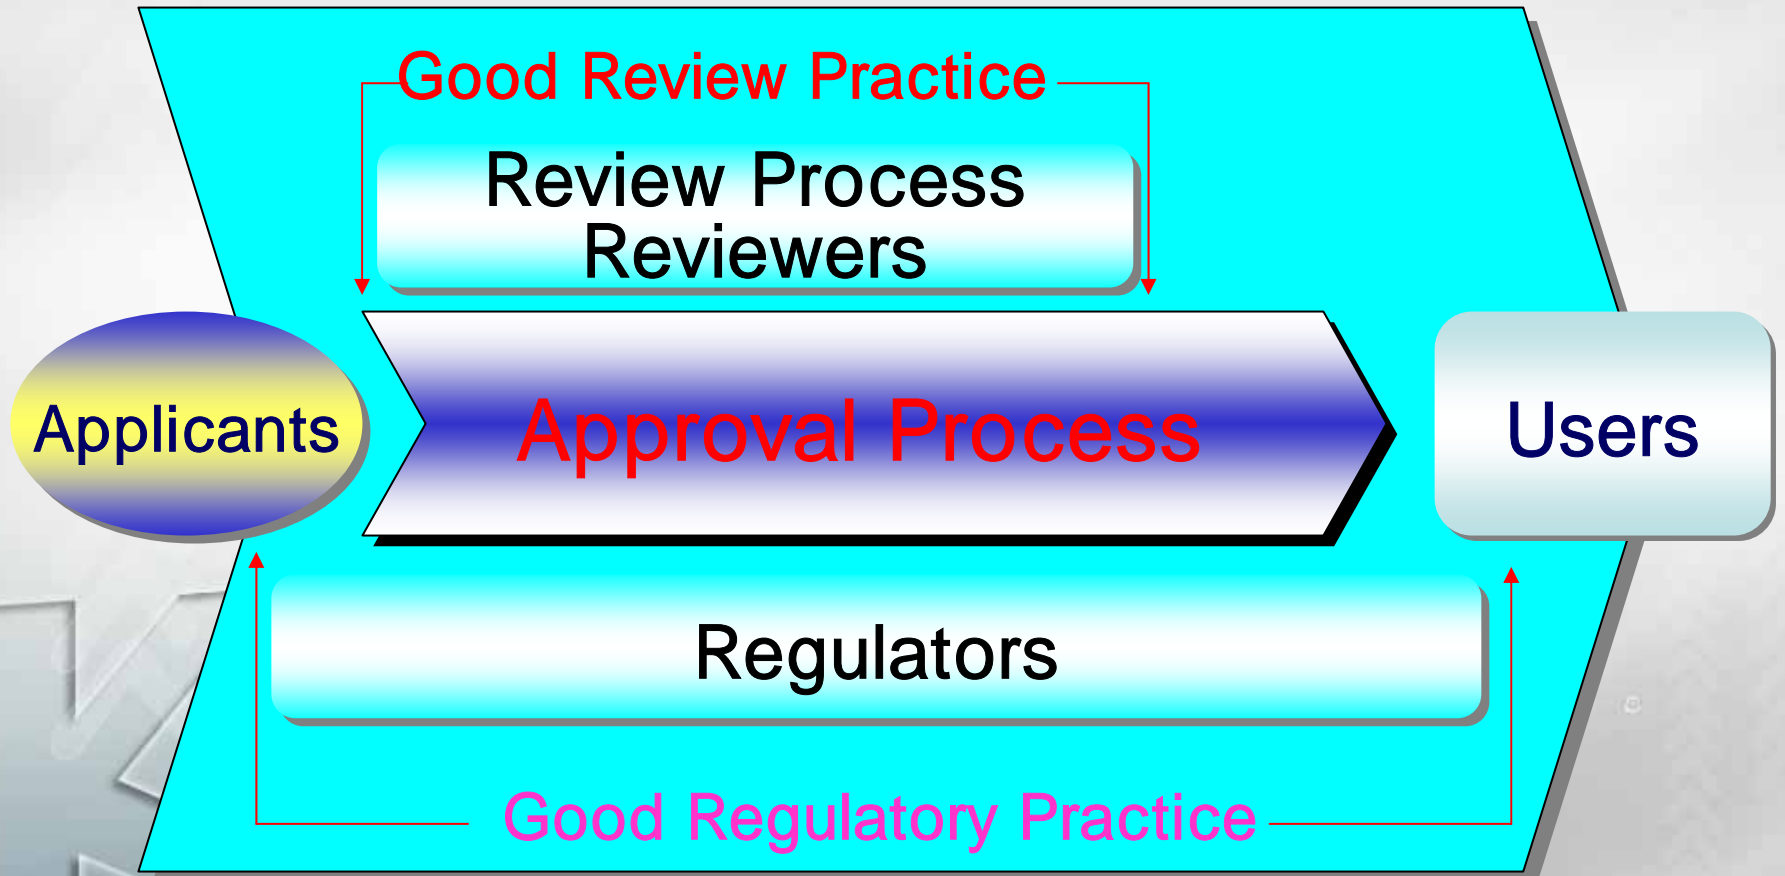 Good Review Practice
Review Process
Reviewers
Applicants
Approval Process
Users
Regulators
Good Regulatory Practice